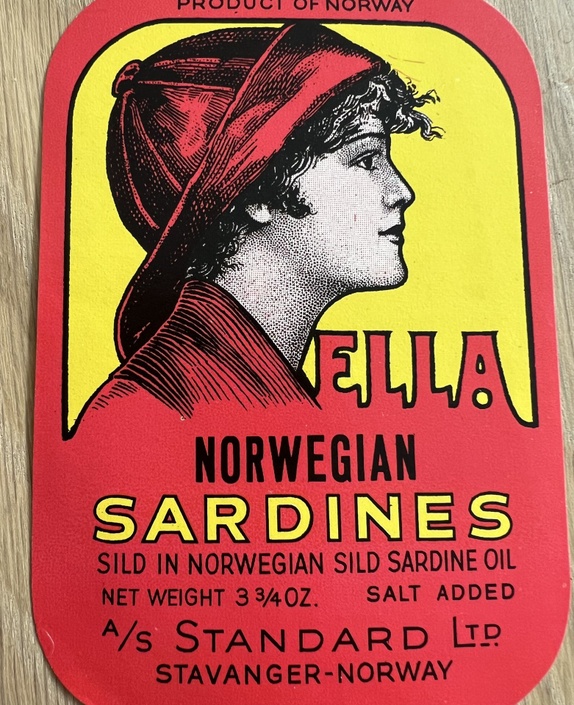 PRODUCT OF NORWAY
ELLA
NORWEGIAN
SARDINES
SILD IN NORWEGIAN SILD SARDINE OIL
NET WEIGHT 3 3/4 OZ. SALT ADDED
A/S STANDARD LTD
STAVANGER-NORWAY